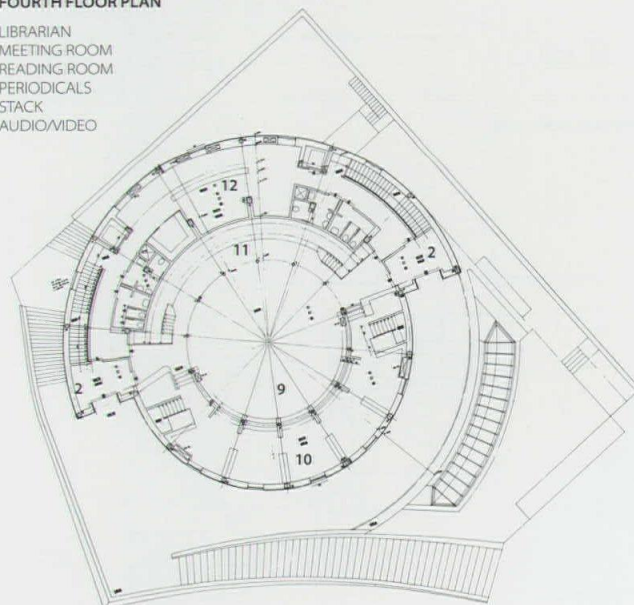 FOURTH FLOOR PLAN
LIBRARIAN
MEETING ROOM
READING ROOM
PERIODICALS
STACK
AUDIO/VIDEO
12
11
2
2
9
10